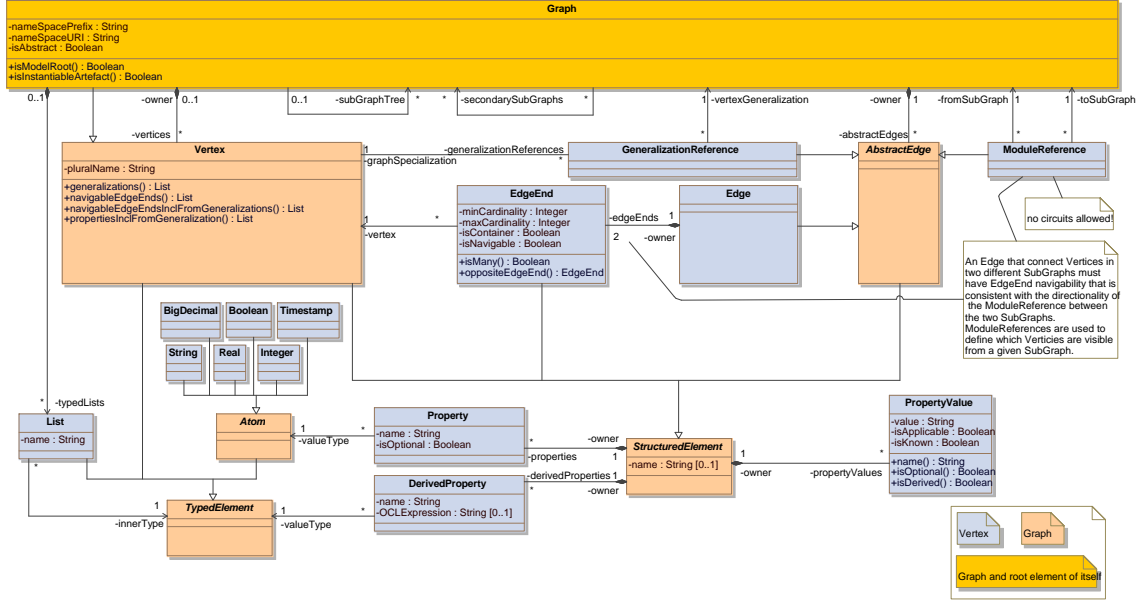 Graph
-nameSpacePrefix : String
-nameSpaceURI : String
-isAbstract : Boolean
+isModelRoot() : Boolean
+isInstantiableArtefact() : Boolean
0..1
-owner
0..1
0..1
-subGraphTree
*
*
-secondarySubGraphs
*
1
-vertexGeneralization
-owner
1
-fromSubGraph
1
1
-toSubGraph
-vertices
*
*
-abstractEdges
*
*
*
Vertex
-pluralName : String
+generalizations() : List
+navigableEdgeEnds() : List
+navigableEdgeEndsInclFromGeneralizations() : List
+propertiesInclFromGeneralization() : List
1
-graphSpecialization
-generalizationReferences
*
GeneralizationReference
AbstractEdge
ModuleReference
no circuits allowed!
EdgeEnd
-minCardinality : Integer
-maxCardinality : Integer
-isContainer : Boolean
-isNavigable : Boolean
+isMany() : Boolean
+oppositeEdgeEnd() : EdgeEnd
1
-vertex
*
-edgeEnds
2
1
-owner
Edge
An Edge that connect Vertices in
two different SubGraphs must
have EdgeEnd navigability that is
consistent with the directionality of
the ModuleReference between
the two SubGraphs.
ModuleReferences are used to
define which Verticies are visible
from a given SubGraph.
BigDecimal
Boolean
Timestamp
String
Real
Integer
*
-typedLists
List
-name : String
*
Atom
1
-valueType
*
Property
-name : String
-isOptional : Boolean
*
-properties
-owner
1
StructuredElement
-name : String [0..1]
1
-owner
*
-propertyValues
PropertyValue
-value : String
-isApplicable : Boolean
-isKnown : Boolean
+name() : String
+isOptional() : Boolean
+isDerived() : Boolean
DerivedProperty
-name : String
-OCLExpression : String [0..1]
-derivedProperties
*
1
-owner
1
-innerType
TypedElement
1
-valueType
*
Vertex
Graph
Graph and root element of itself